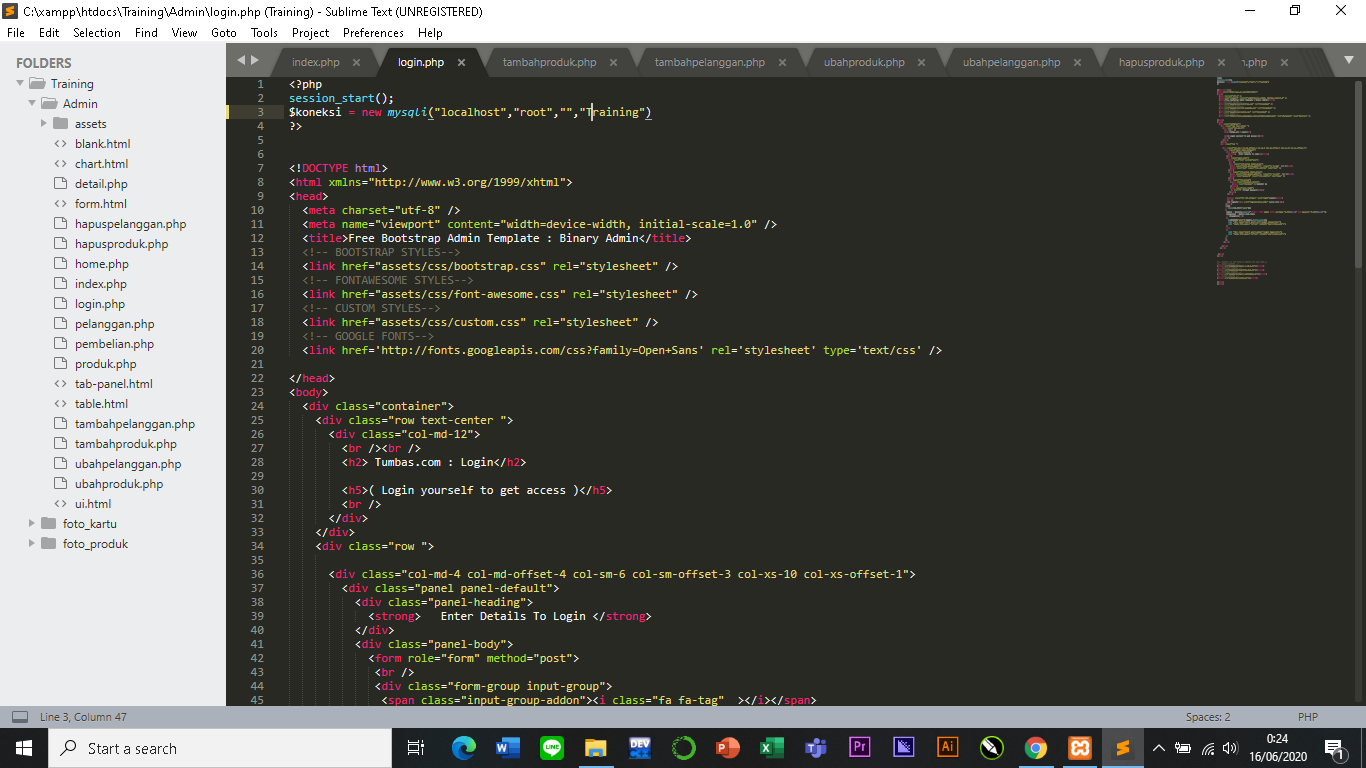 C:\xampp\htdocs\Training\Admin\login.php (Training) - Sublime Text (UNREGISTERED)
File Edit Selection Find View Goto Tools Project Preferences Help
FOLDERS
Training
Admin
assets
blank.html
chart.html
detail.php
form.html
hapuspelanggan.php
hapusproduk.php
home.php
index.php
login.php
pelanggan.php
pembelian.php
produk.php
tab-panel.html
table.html
tambahpelanggan.php
tambahproduk.php
ubahpelanggan.php
ubahproduk.php
ui.html
foto_kartu
foto_produk
index.php login.php tambahproduk.php tambahpelanggan.php ubahproduk.php ubahpelanggan.php hapusproduk.php
1 <?php
2 session_start();
3 $koneksi = new mysqli("localhost","root","","Training")
4 ?>
5
6
7 <!DOCTYPE html>
8 <html xmlns="http://www.w3.org/1999/xhtml">
9 <head>
10 <meta charset="utf-8" />
11 <meta name="viewport" content="width=device-width, initial-scale=1.0" />
12 <title>Free Bootstrap Admin Template : Binary Admin</title>
13 <!-- BOOTSTRAP STYLES-->
14 <link href="assets/css/bootstrap.css" rel="stylesheet" />
15 <!-- FONTAWESOME STYLES-->
16 <link href="assets/css/font-awesome.css" rel="stylesheet" />
17 <!-- CUSTOM STYLES-->
18 <link href="assets/css/custom.css" rel="stylesheet" />
19 <!-- GOOGLE FONTS-->
20 <link href='http://fonts.googleapis.com/css?family=Open+Sans' rel='stylesheet' type='text/css' />
21
22 </head>
23 <body>
24 <div class="container">
25 <div class="row text-center ">
26 <div class="col-md-12">
27 <br /><br />
28 <h2> Tumbas.com : Login</h2>
29
30 <h5>( Login yourself to get access )</h5>
31 <br />
32 </div>
33 </div>
34 <div class="row ">
35
36 <div class="col-md-4 col-md-offset-4 col-sm-6 col-sm-offset-3 col-xs-10 col-xs-offset-1">
37 <div class="panel panel-default">
38 <div class="panel-heading">
39 <strong>   Enter Details To Login </strong>
40 </div>
41 <div class="panel-body">
42 <form role="form" method="post">
43 <br />
44 <div class="form-group input-group">
45 <span class="input-group-addon"><i class="fa fa-tag"  ></i></span>
Line 3, Column 47
Spaces: 2
PHP
Start a search
0:24
16/06/2020
1